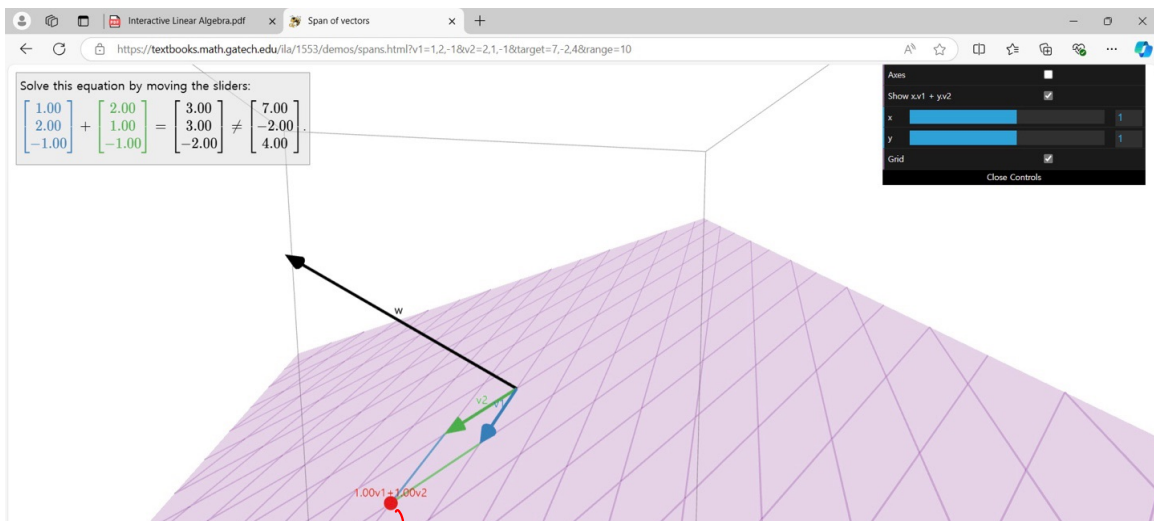 Interactive Linear Algebra.pdf
Span of vectors
https://textbooks.math.gatech.edu/ila/1553/demos/spans.html?v1=1,2,-1&v2=2,1,-1&target=7,-2,4&range=10
Solve this equation by moving the sliders:
[1.00 2.00 −1.00] + [2.00 1.00 −1.00] = [3.00 3.00 −2.00] ≠ [7.00 −2.00 4.00].
Axes
Show x.v1 + y.v2
x 1
y 1
Grid
Close Controls
w
v2 v1
1.00v1+1.00v2